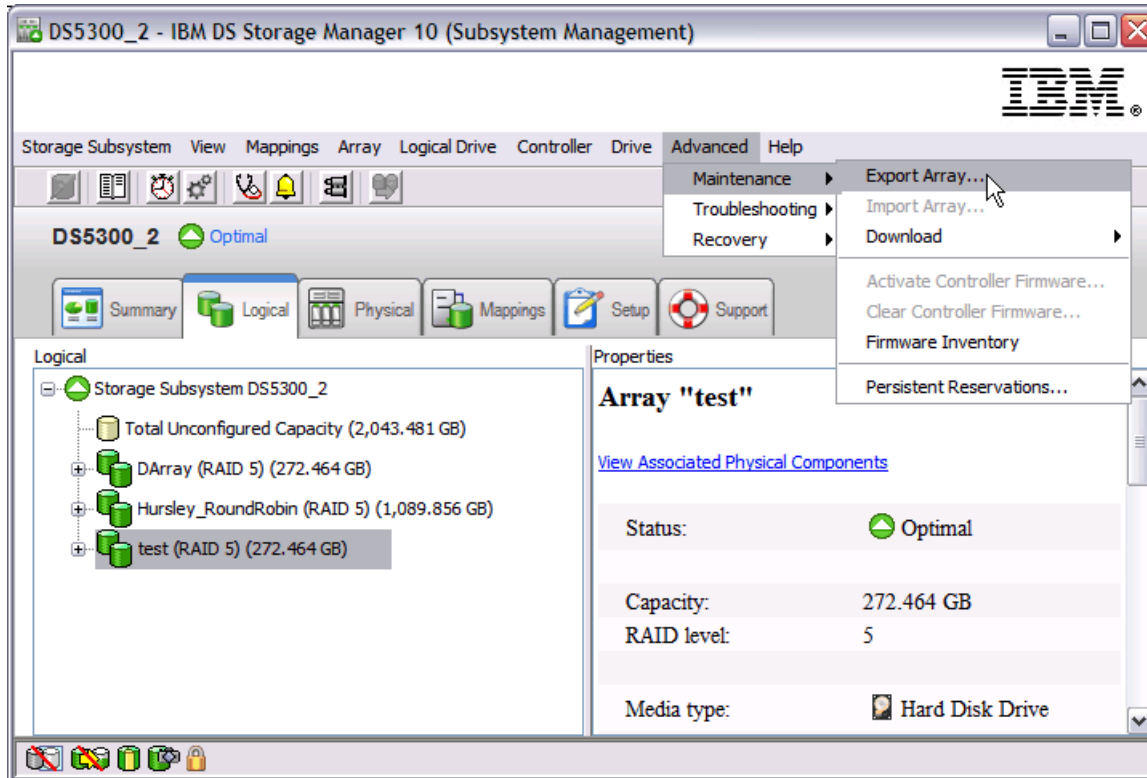 DS5300_2 - IBM DS Storage Manager 10 (Subsystem Management)
IBM®
Storage Subsystem View Mappings Array Logical Drive Controller Drive Advanced Help
Maintenance
Troubleshooting
Recovery
Export Array...
Import Array...
Download
Activate Controller Firmware...
Clear Controller Firmware...
Firmware Inventory
Persistent Reservations...
DS5300_2 Optimal
Summary Logical Physical Mappings Setup Support
Logical
Storage Subsystem DS5300_2
Total Unconfigured Capacity (2,043.481 GB)
DArray (RAID 5) (272.464 GB)
Hursley_RoundRobin (RAID 5) (1,089.856 GB)
test (RAID 5) (272.464 GB)
Properties
Array "test"
View Associated Physical Components
Status: Optimal
Capacity: 272.464 GB
RAID level: 5
Media type: Hard Disk Drive